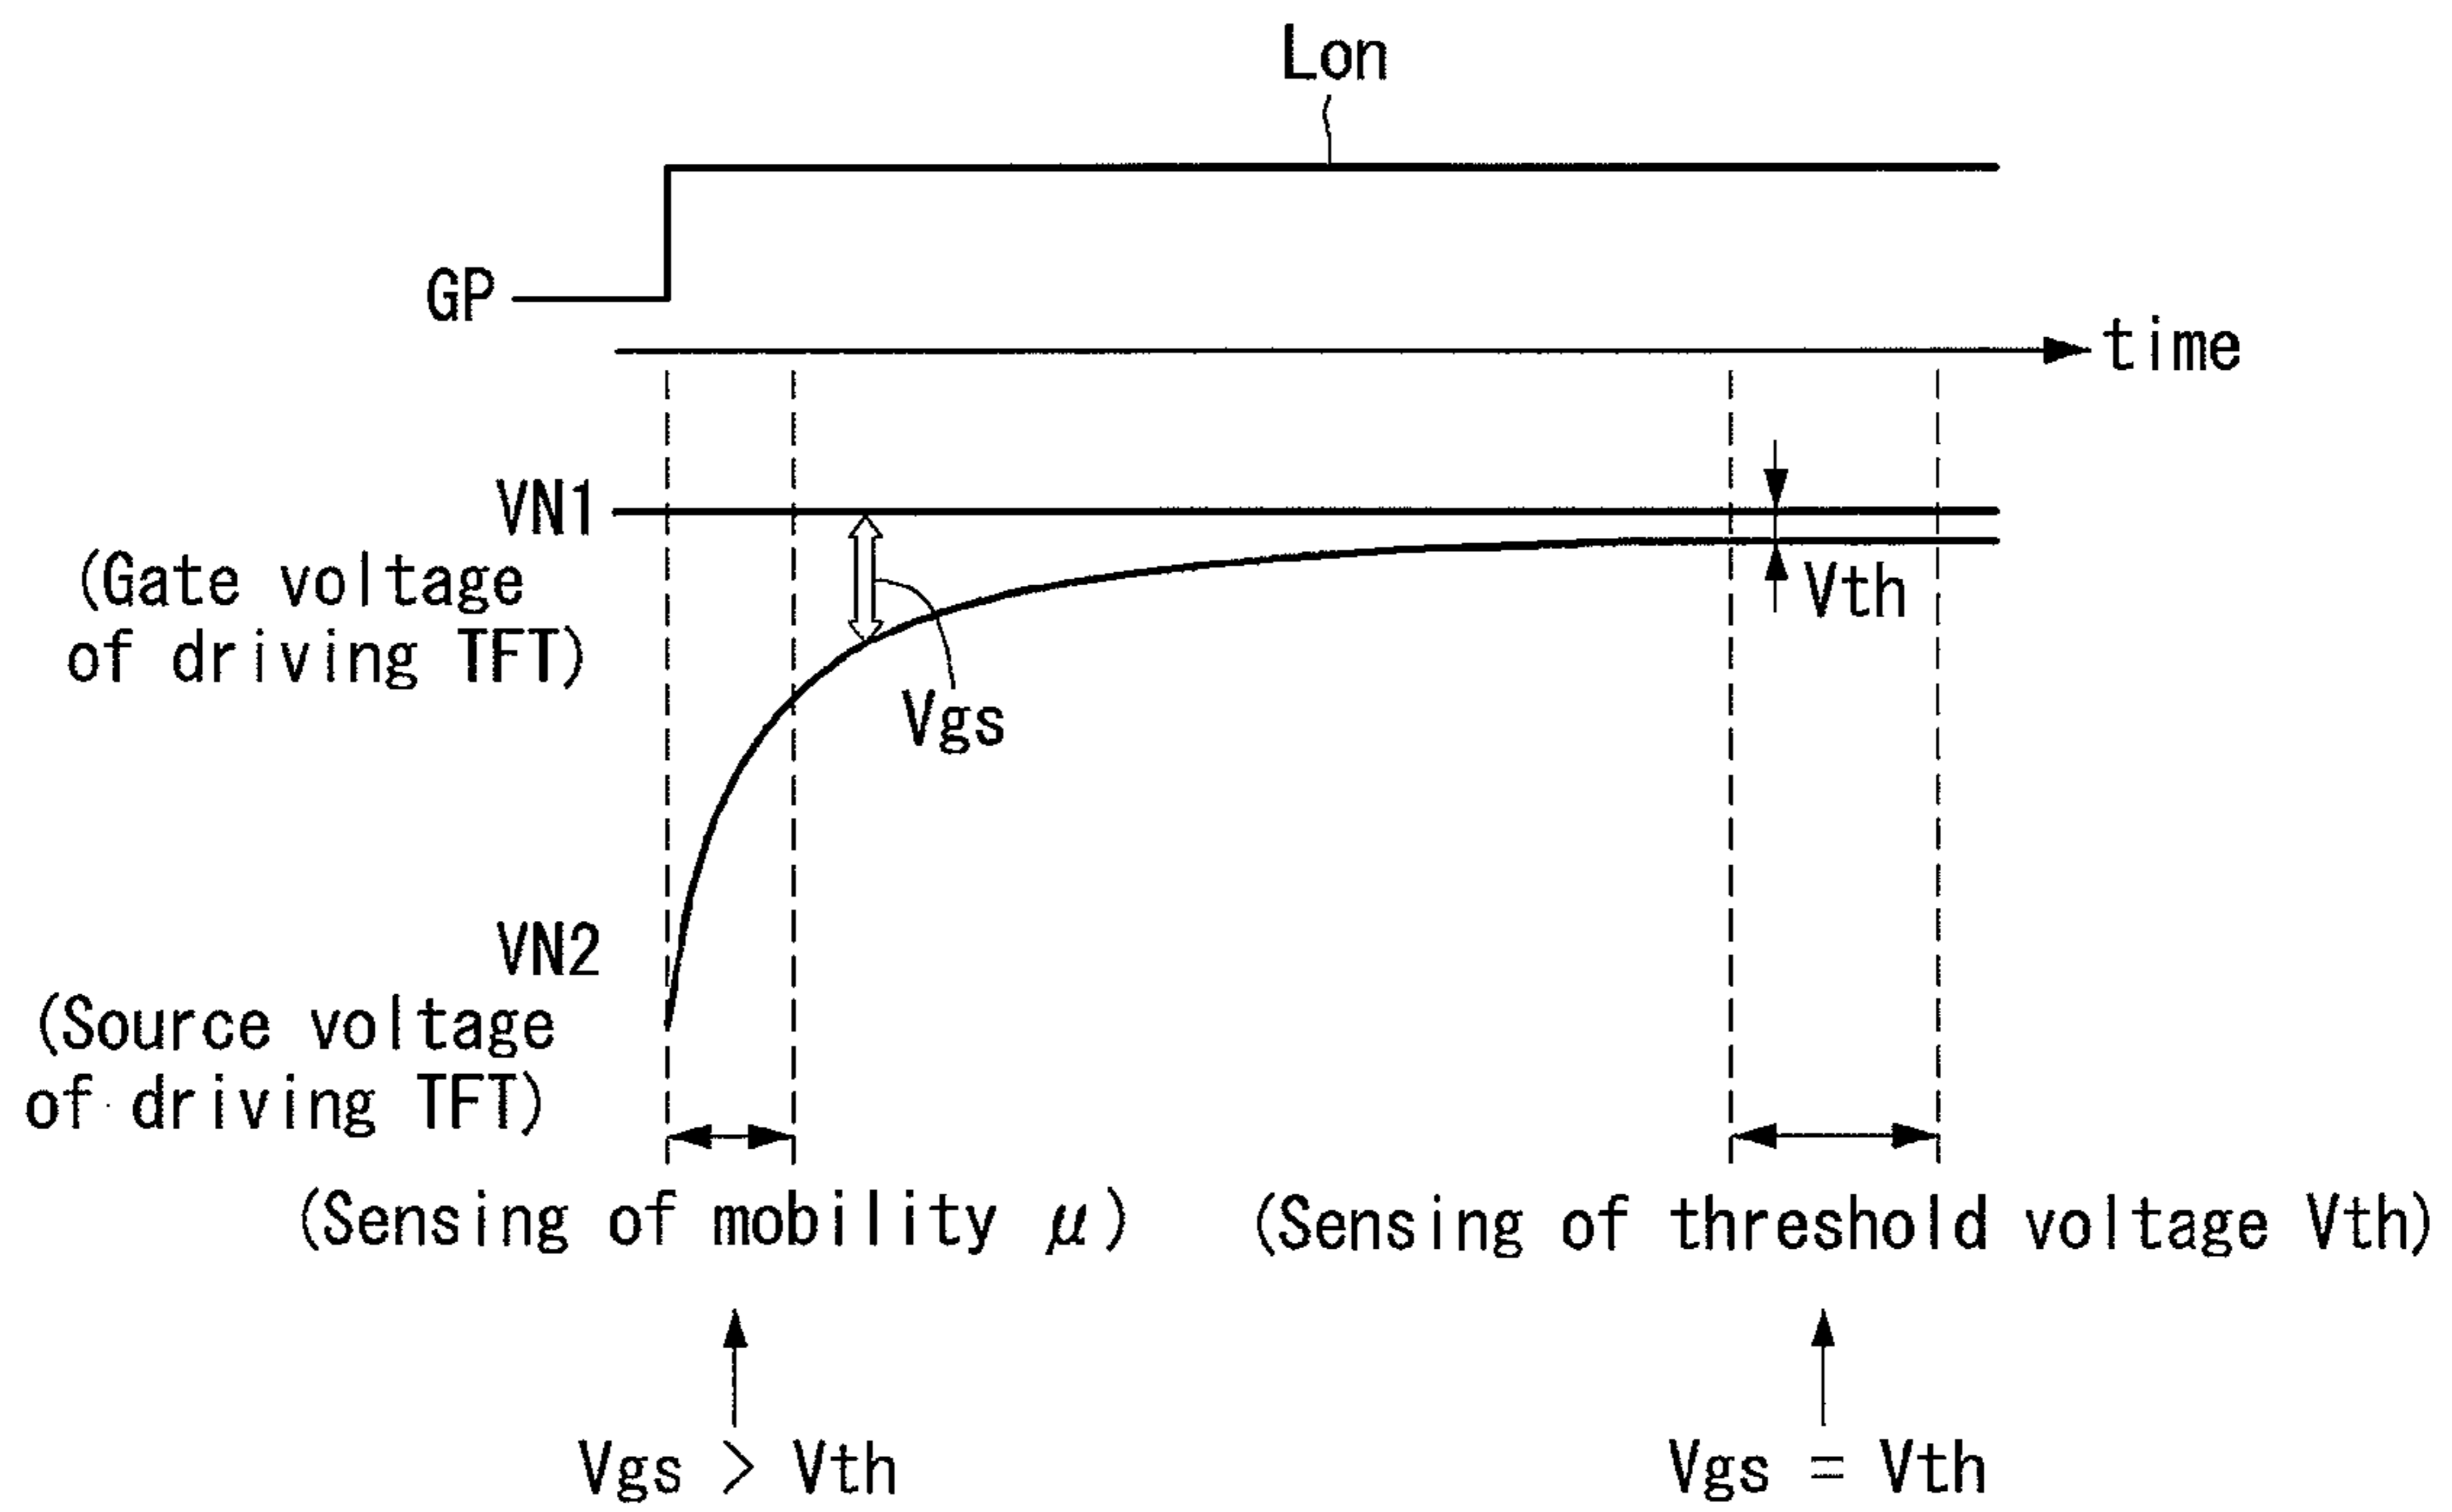 Lon
GP
time
VN1
(Gate voltage
of driving TFT)
Vth
Vgs
VN2
(Source voltage
of driving TFT)
(Sensing of mobility μ)
(Sensing of threshold voltage Vth)
Vgs > Vth
Vgs = Vth